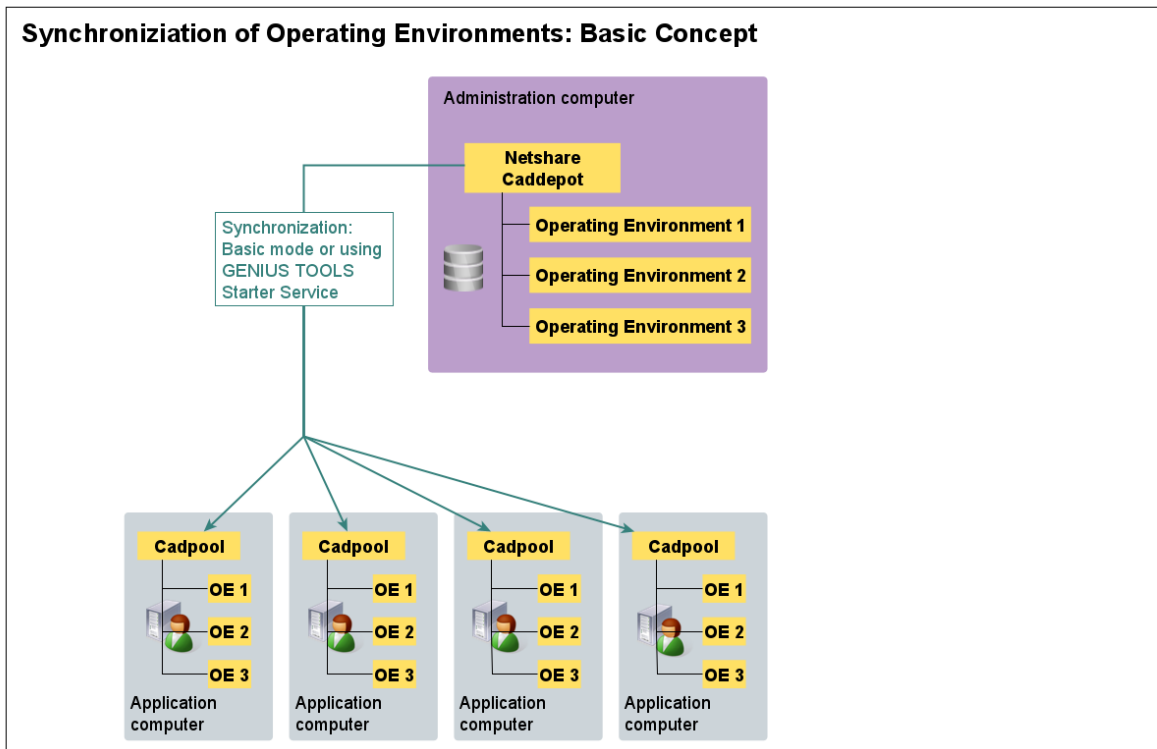 Synchroniziation of Operating Environments: Basic Concept
Administration computer
Netshare
Caddepot
Operating Environment 1
Operating Environment 2
Operating Environment 3
Synchronization:
Basic mode or using
GENIUS TOOLS
Starter Service
Cadpool
OE 1
OE 2
OE 3
Application
computer
Cadpool
OE 1
OE 2
OE 3
Application
computer
Cadpool
OE 1
OE 2
OE 3
Application
computer
Cadpool
OE 1
OE 2
OE 3
Application
computer